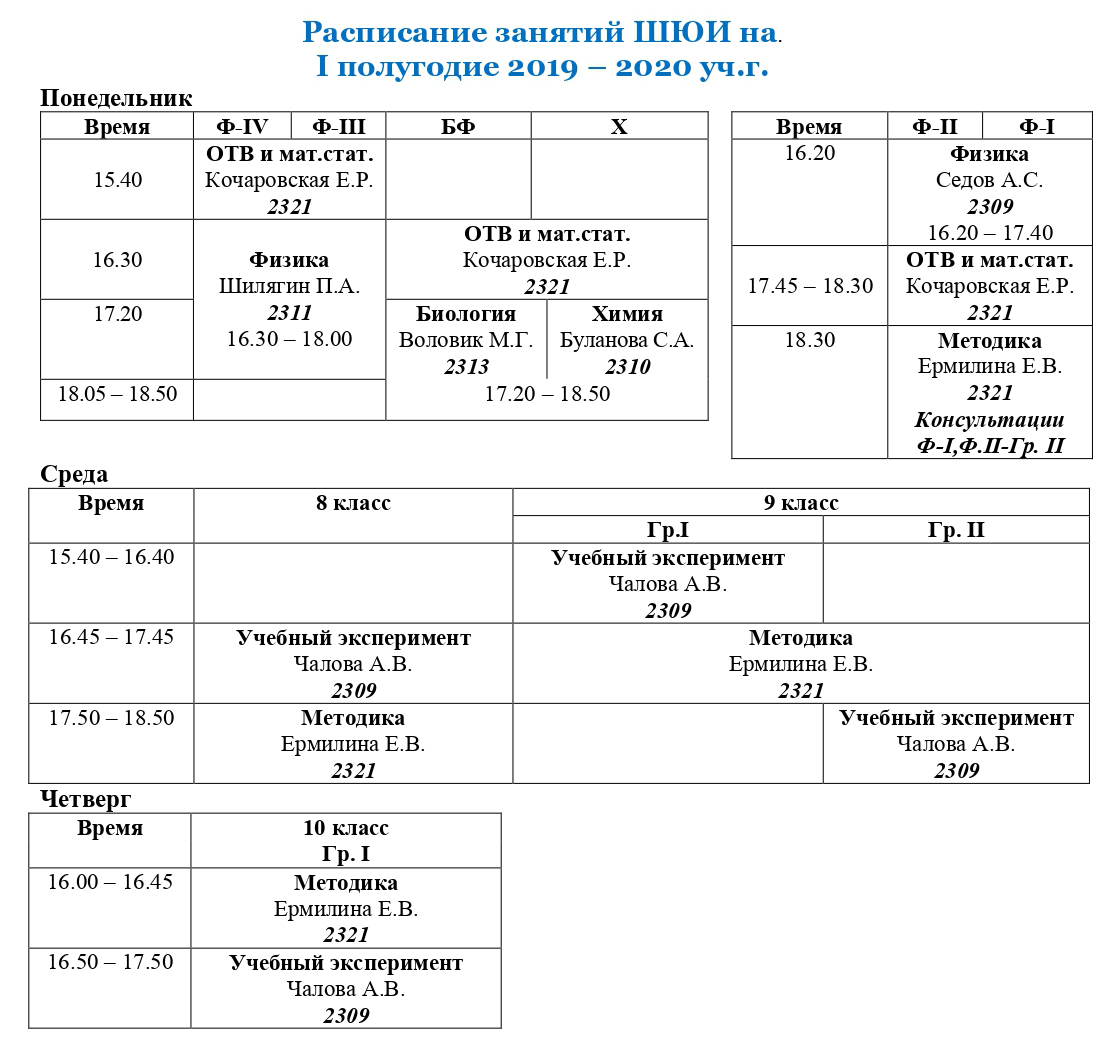 Расписание занятий ШЮИ на.
I полугодие 2019 – 2020 уч.г.
Понедельник
Время Ф-IV Ф-III БФ Х
15.40
ОТВ и мат.стат.
Кочаровская Е.Р.
2321
16.30
Физика
Шилягин П.А.
2311
16.30 – 18.00
ОТВ и мат.стат.
Кочаровская Е.Р.
2321
17.20
Биология
Воловик М.Г.
2313
Химия
Буланова С.А.
2310
18.05 – 18.50
17.20 – 18.50
Время Ф-II Ф-I
16.20
Физика
Седов А.С.
2309
16.20 – 17.40
17.45 – 18.30
ОТВ и мат.стат.
Кочаровская Е.Р.
2321
18.30
Методика
Ермилина Е.В.
2321
Консультации
Ф-I,Ф.II-Гр. II
Среда
Время 8 класс 9 класс
Гр.I Гр. II
15.40 – 16.40
Учебный эксперимент
Чалова А.В.
2309
16.45 – 17.45
Учебный эксперимент
Чалова А.В.
2309
Методика
Ермилина Е.В.
2321
17.50 – 18.50
Методика
Ермилина Е.В.
2321
Учебный эксперимент
Чалова А.В.
2309
Четверг
Время 10 класс
Гр. I
16.00 – 16.45
Методика
Ермилина Е.В.
2321
16.50 – 17.50
Учебный эксперимент
Чалова А.В.
2309